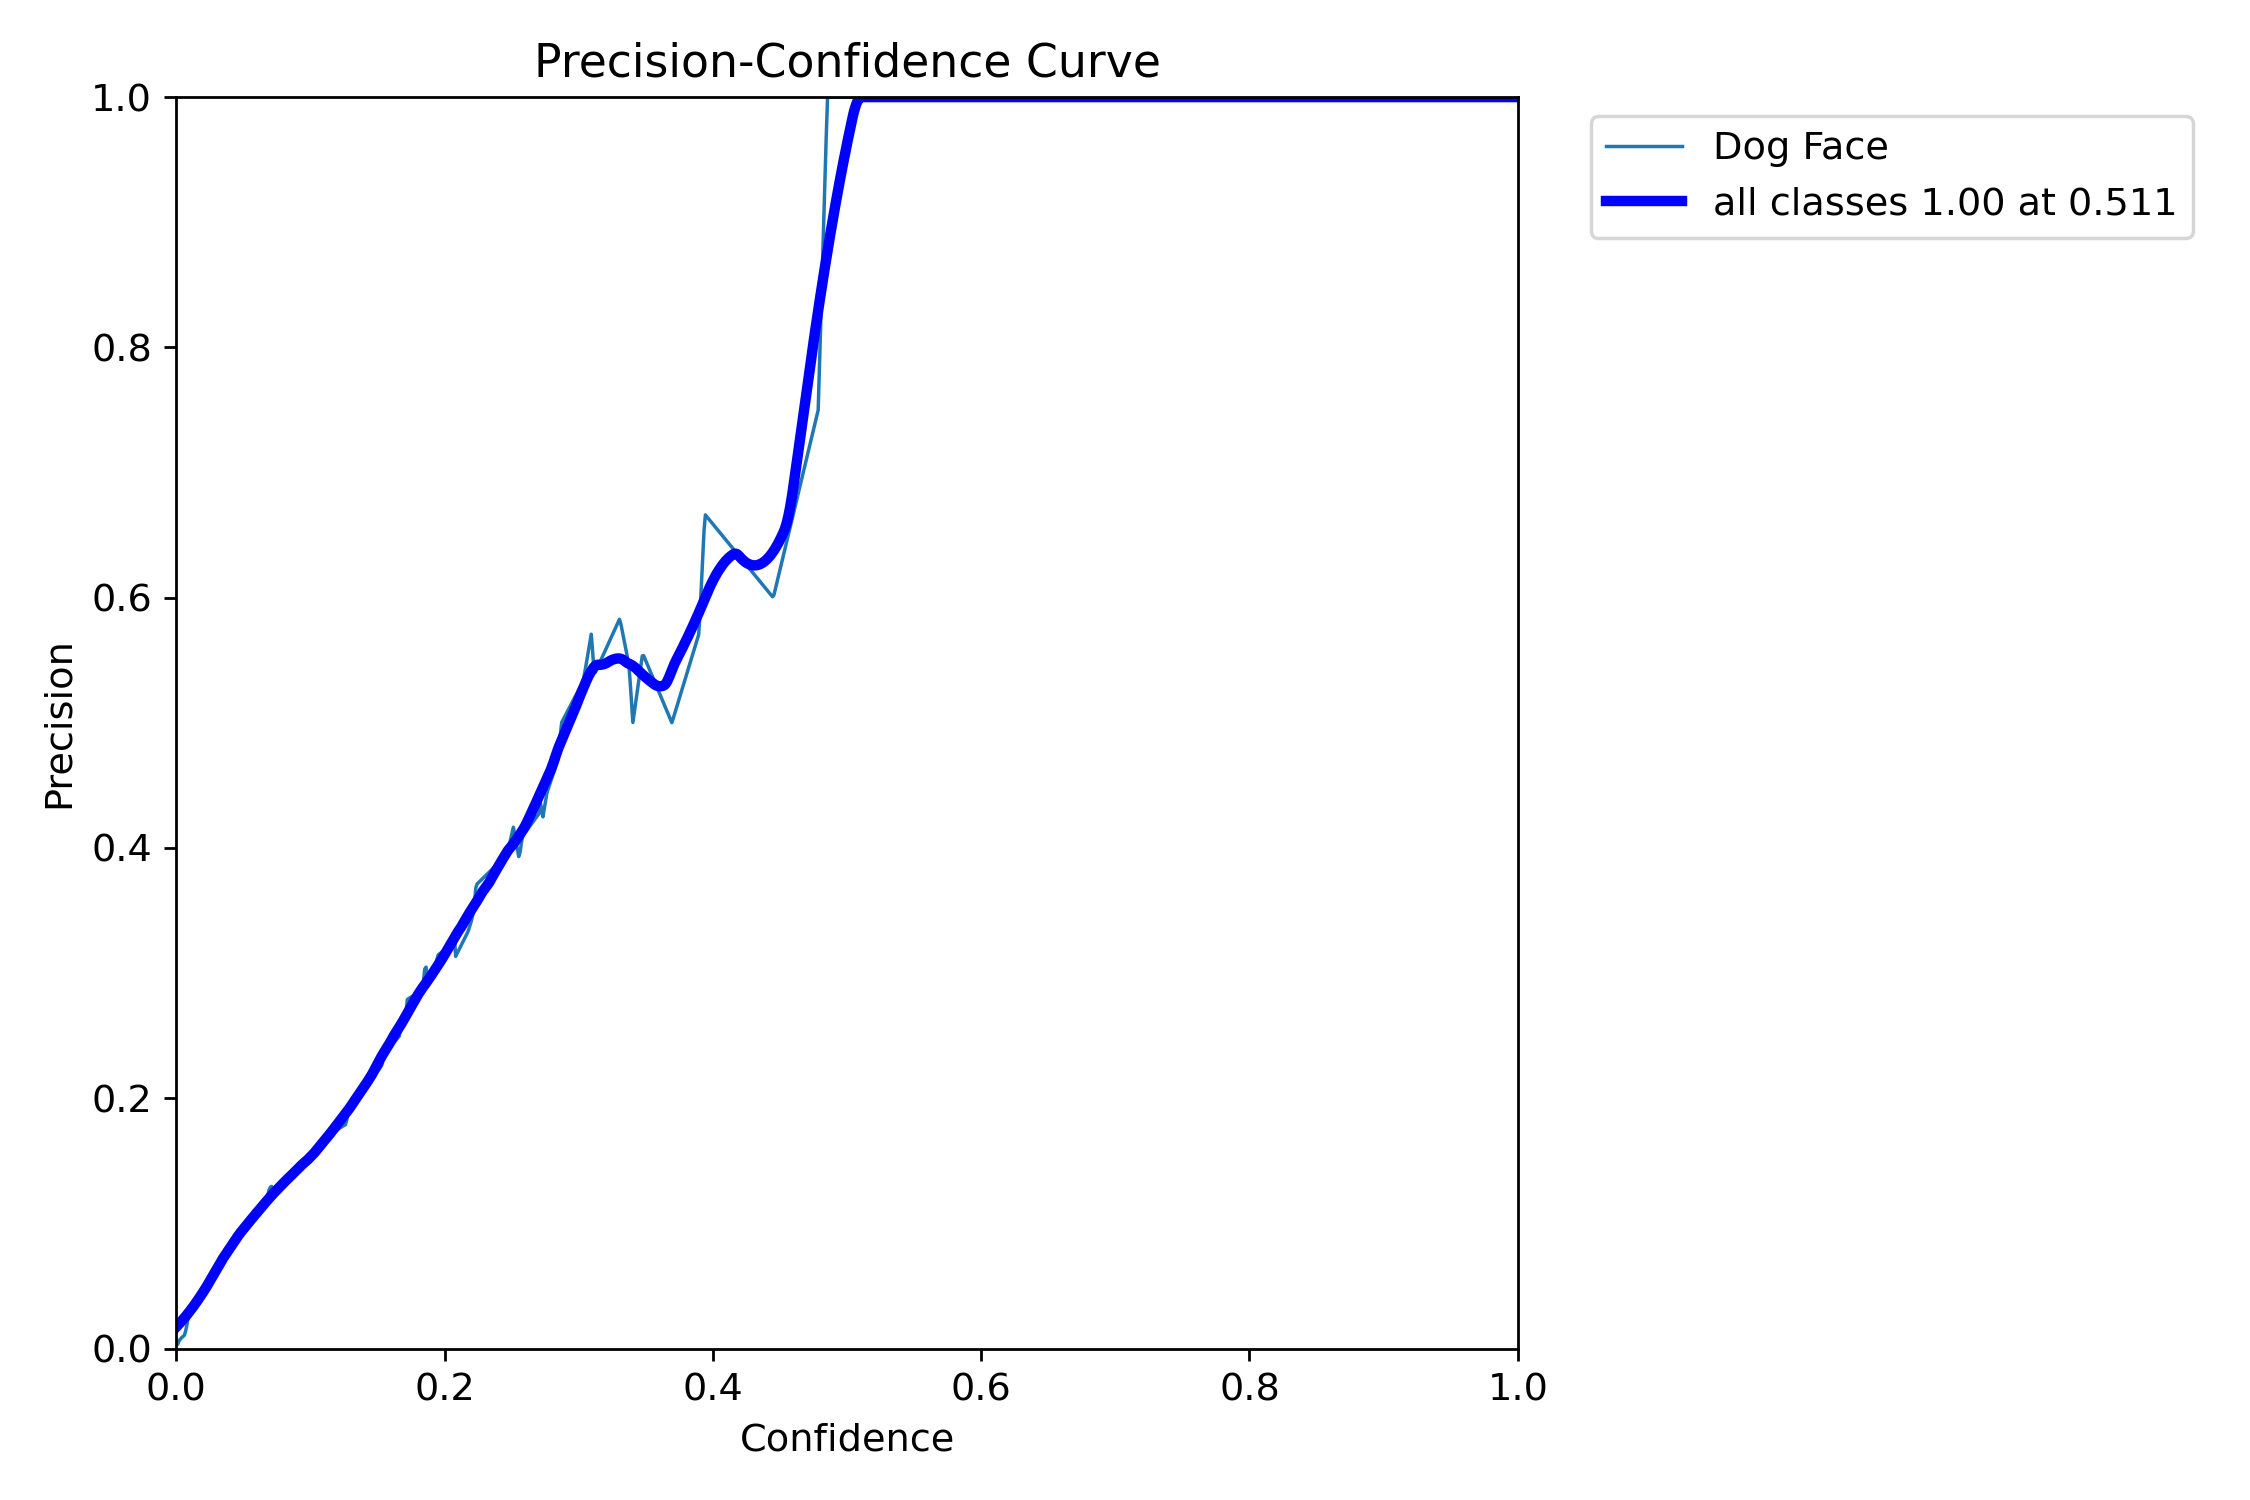 Precision-Confidence Curve
Dog Face
all classes 1.00 at 0.511
1.0
0.8
0.6
0.4
0.2
0.0
Precision
0.0 0.2 0.4 0.6 0.8 1.0
Confidence